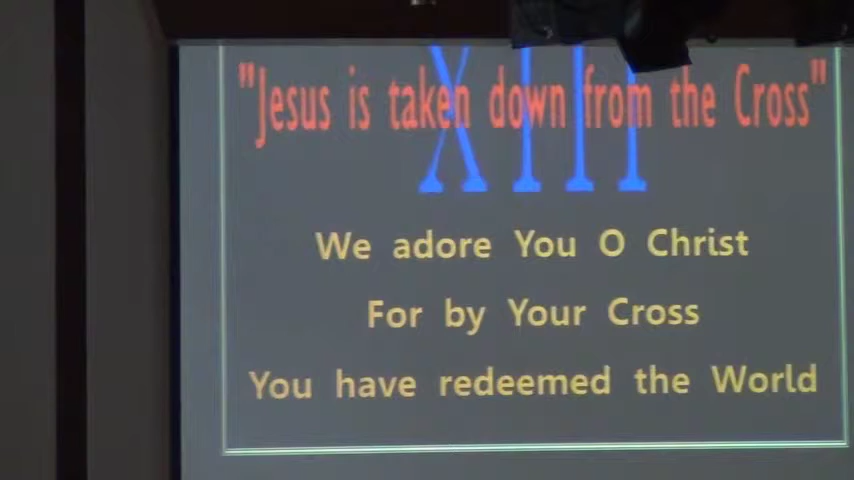 XIII
"Jesus is taken down from the Cross"
We adore You O Christ
For by Your Cross
You have redeemed the World